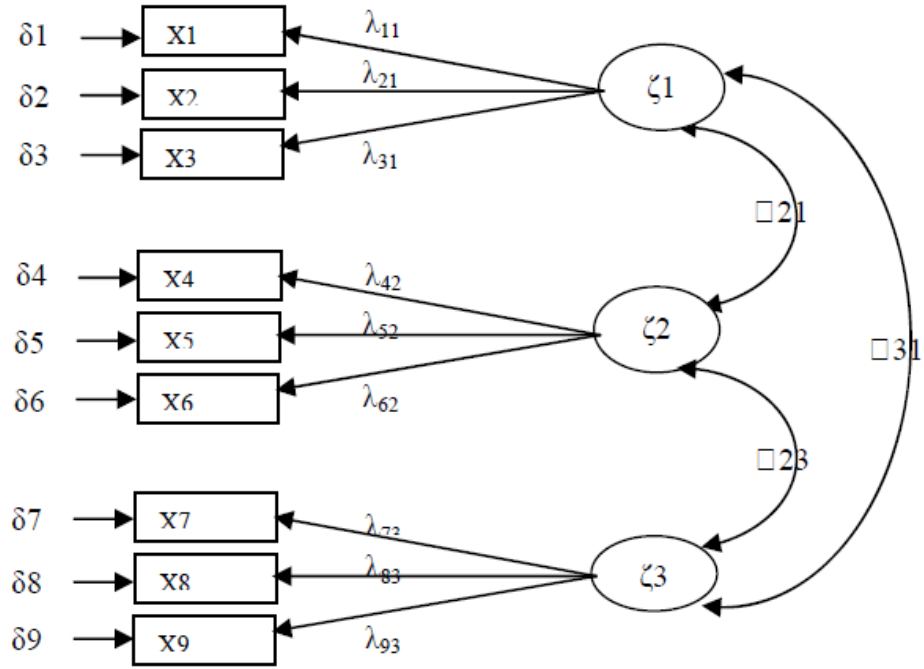 δ1 X1 λ11
δ2 X2 λ21 ζ1
δ3 X3 λ31
□21
δ4 X4 λ42
δ5 X5 λ52 ζ2
□31
δ6 X6 λ62
□23
δ7 X7 λ73
δ8 X8 λ83 ζ3
δ9 X9 λ93